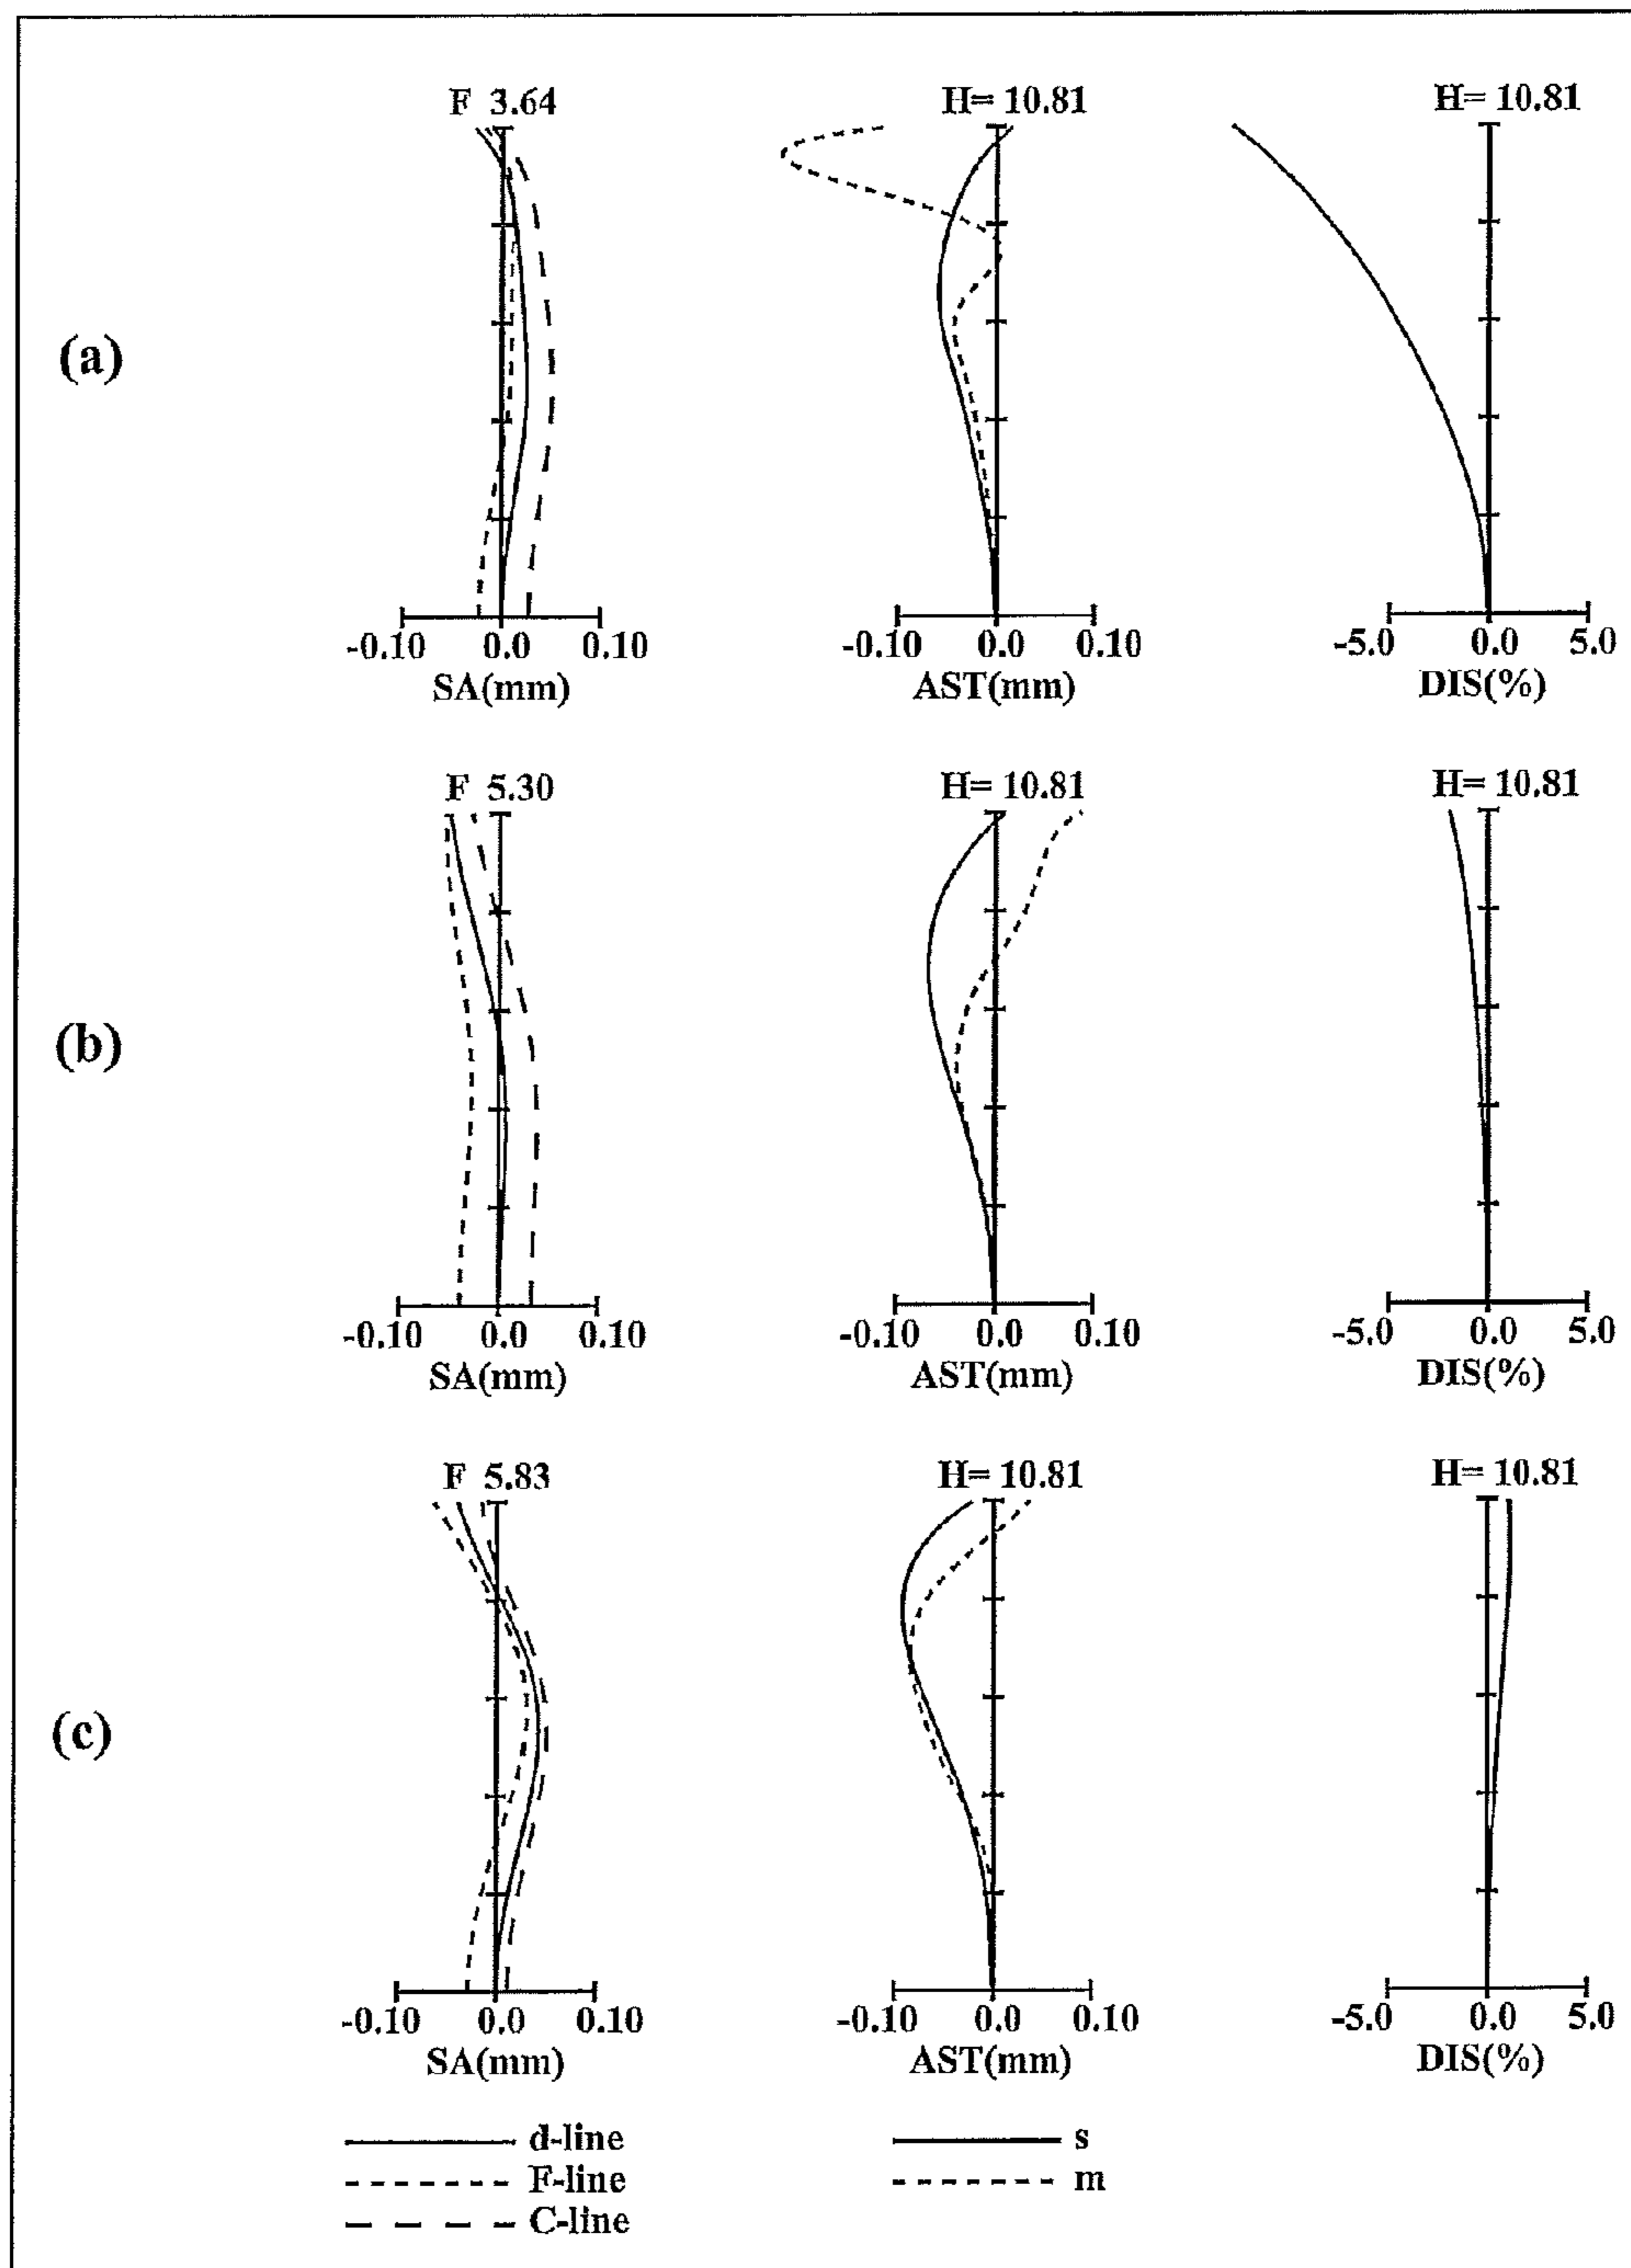 F 3.64 H= 10.81 H= 10.81
(a)
-0.10 0.0 0.10 -0.10 0.0 0.10 -5.0 0.0 5.0
SA(mm) AST(mm) DIS(%)
F 5.30 H= 10.81 H= 10.81
(b)
-0.10 0.0 0.10 -0.10 0.0 0.10 -5.0 0.0 5.0
SA(mm) AST(mm) DIS(%)
F 5.83 H= 10.81 H= 10.81
(c)
-0.10 0.0 0.10 -0.10 0.0 0.10 -5.0 0.0 5.0
SA(mm) AST(mm) DIS(%)
d-line s
F-line m
C-line